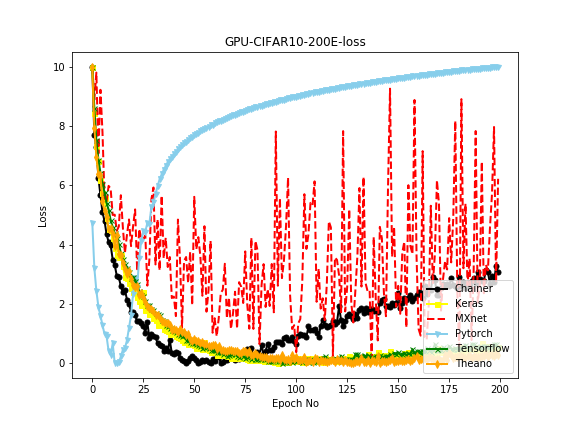 GPU-CIFAR10-200E-loss
10
8
6
4
2
0
Loss
Chainer
Keras
MXnet
Pytorch
Tensorflow
Theano
0 25 50 75 100 125 150 175 200
Epoch No